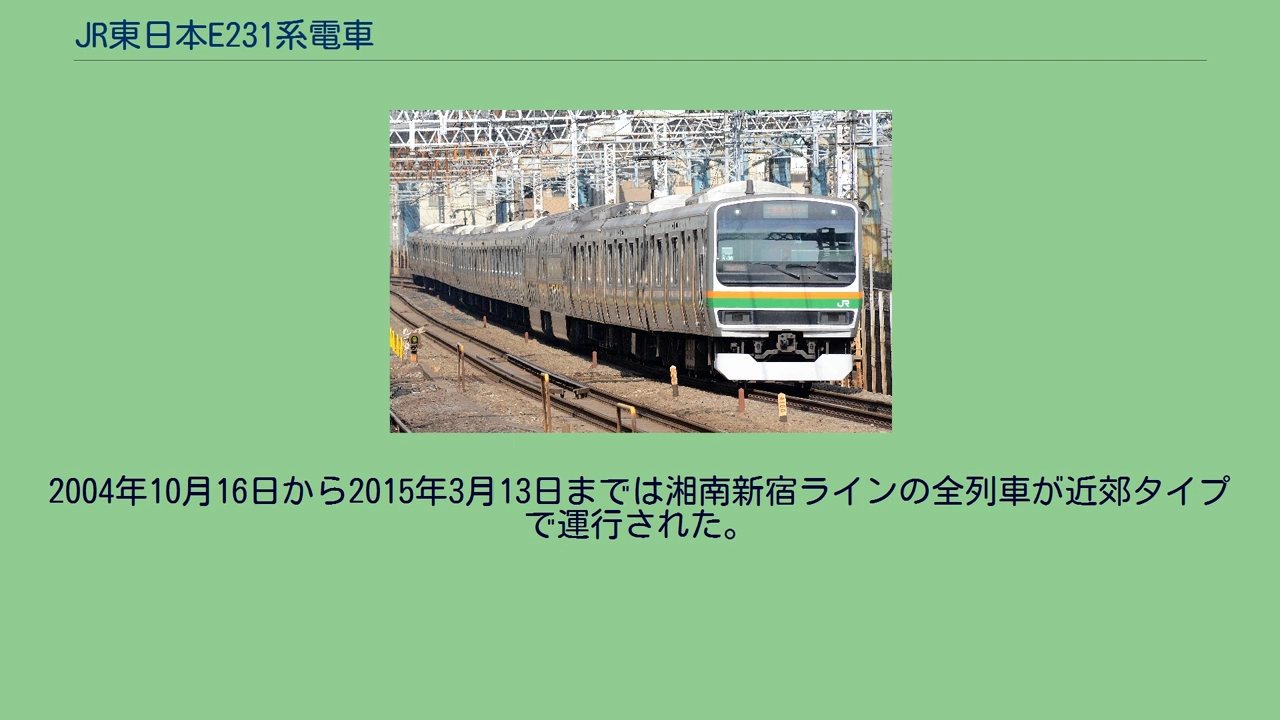 JR東日本E231系電車
JR
2004年10月16日から2015年3月13日までは湘南新宿ラインの全列車が近郊タイプ
で運行された。